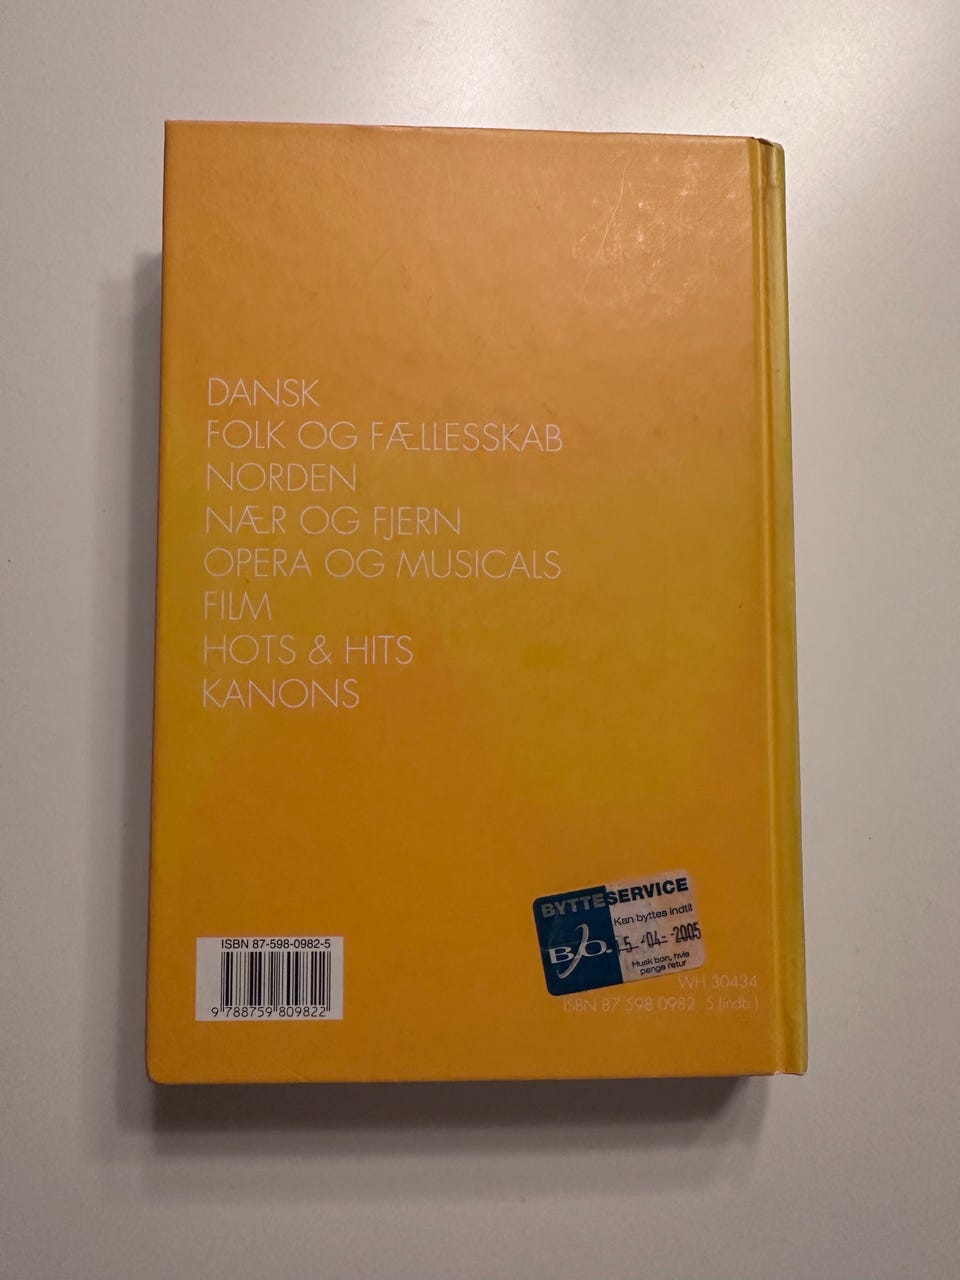 DANSK
FOLK OG FÆLLESSKAB
NORDEN
NÆR OG FJERN
OPERA OG MUSICALS
FILM
HOTS & HITS
KANONS
BYTTESERVICE
Kan byttes indtil
B.O. 5 -04- -2005
Husk bon, hvis
penge retur
ISBN 87-598-0982-5
9 788759 809822
WH 30434
ISBN 87 598 0982 5 (indb.)